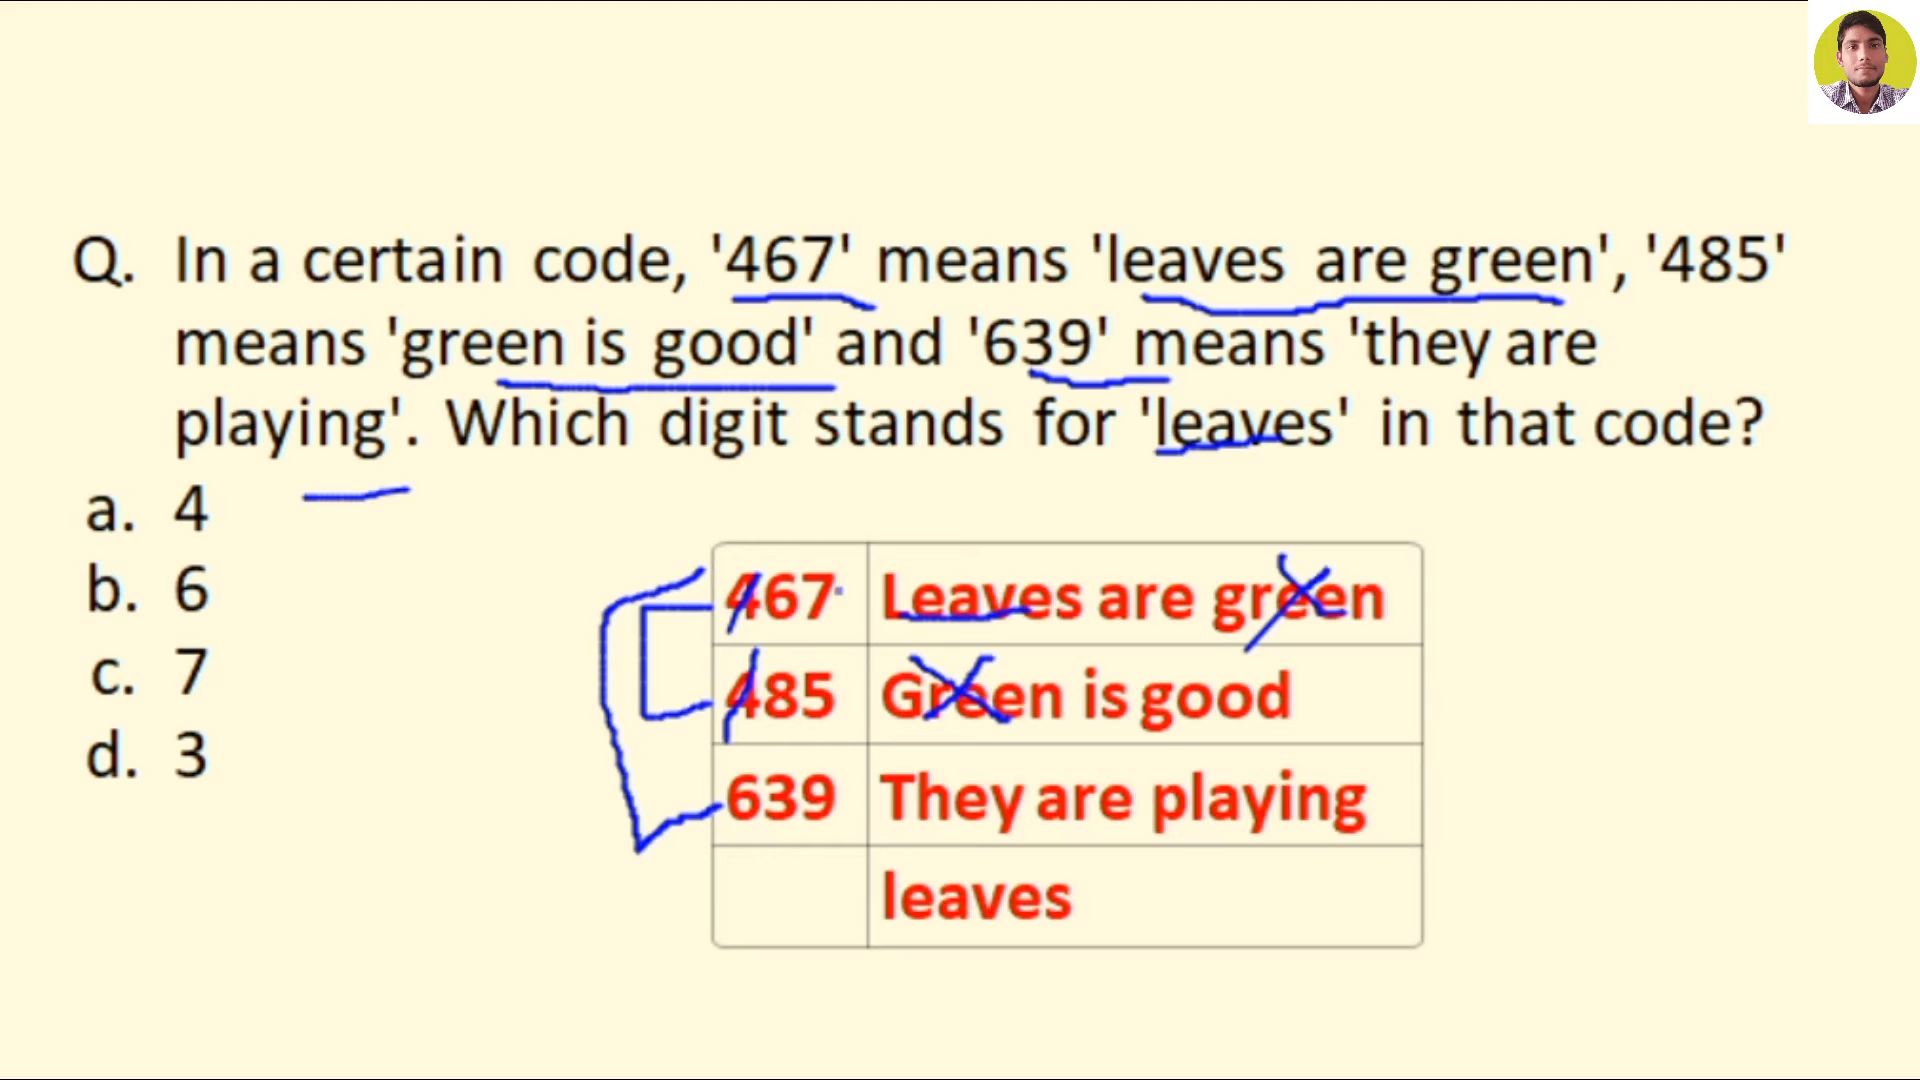 Q. In a certain code, '467' means 'leaves are green', '485'
means 'green is good' and '639' means 'they are
playing'. Which digit stands for 'leaves' in that code?
a. 4
b. 6
c. 7
d. 3
467 Leaves are green
485 Green is good
639 They are playing
leaves